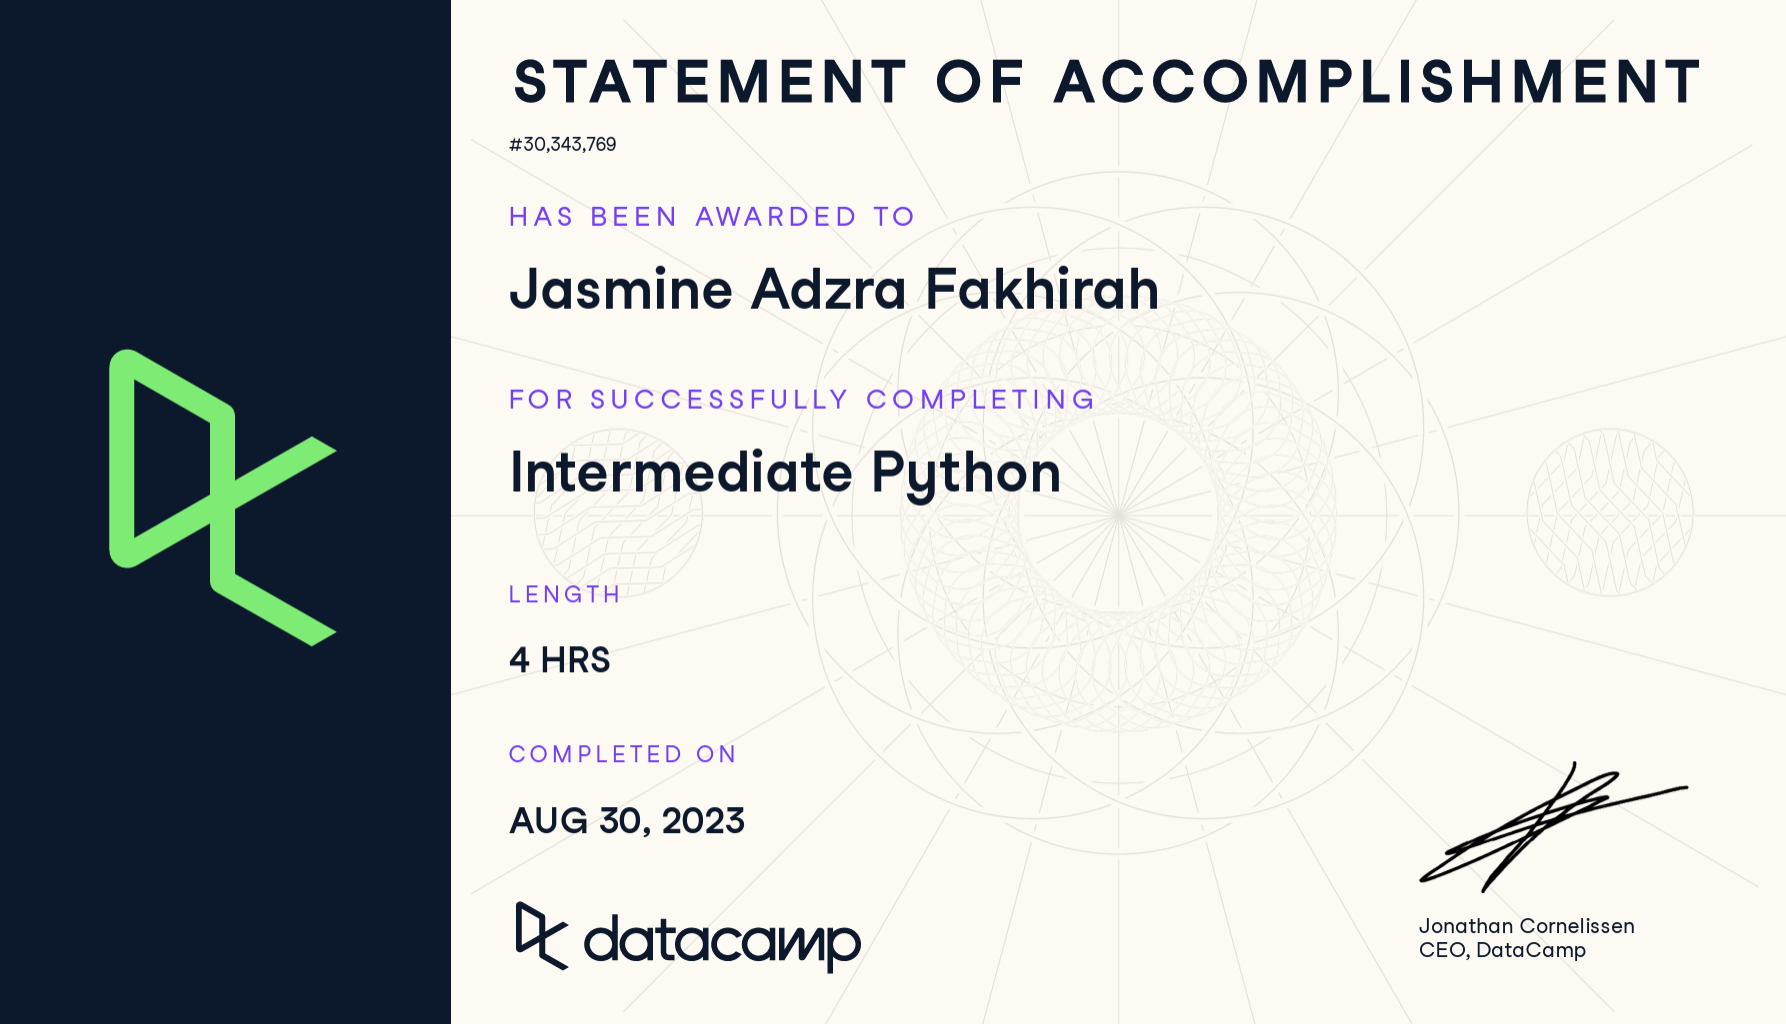 STATEMENT OF ACCOMPLISHMENT
#30,343,769
HAS BEEN AWARDED TO
Jasmine Adzra Fakhirah
FOR SUCCESSFULLY COMPLETING
Intermediate Python
LENGTH
4 HRS
COMPLETED ON
AUG 30, 2023
datacamp
Jonathan Cornelissen
CEO, DataCamp